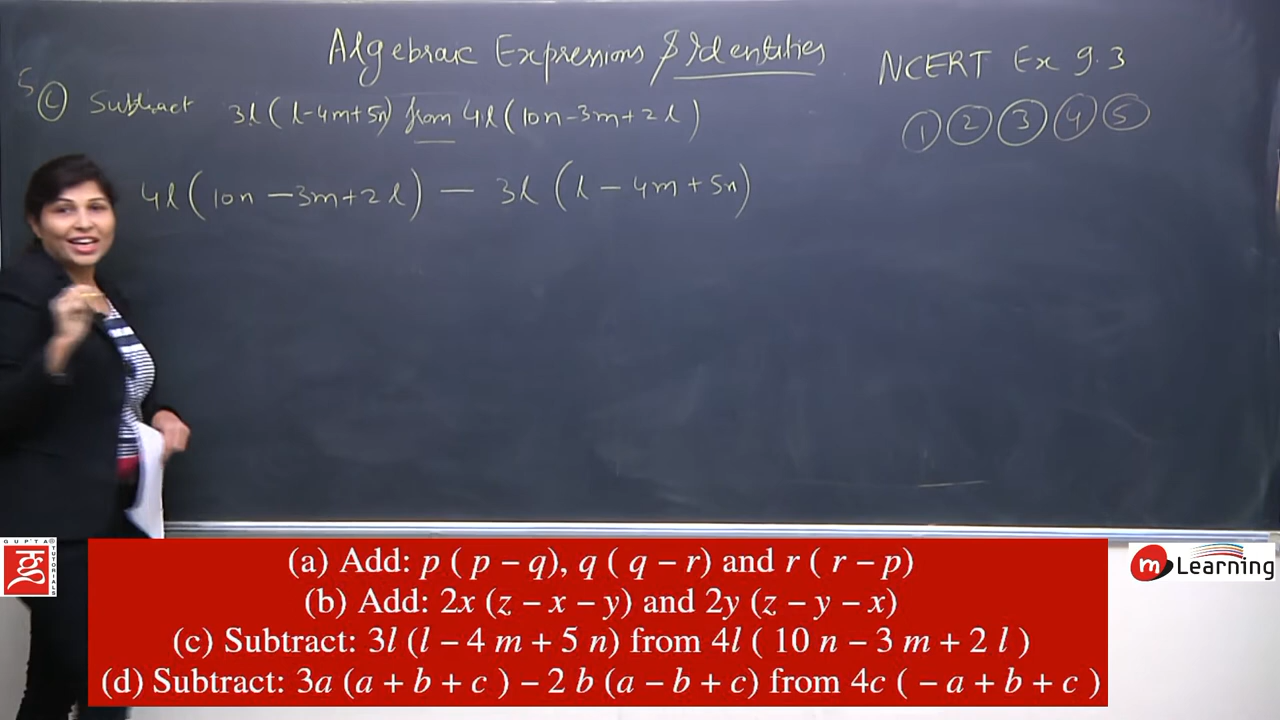 Algebraic Expressions & Identities
NCERT Ex 9.3
① ② ③ ④ ⑤
5 (c) Subtract 3l(l-4m+5n) from 4l(10n-3m+2l)
4l(10n-3m+2l) - 3l(l-4m+5n)
GUPTA TUTORIALS
(a) Add: p ( p – q), q ( q – r) and r ( r – p)
(b) Add: 2x (z – x – y) and 2y (z – y – x)
(c) Subtract: 3l (l – 4 m + 5 n) from 4l ( 10 n – 3 m + 2 l )
(d) Subtract: 3a (a + b + c ) – 2 b (a – b + c) from 4c ( – a + b + c )
m Learning